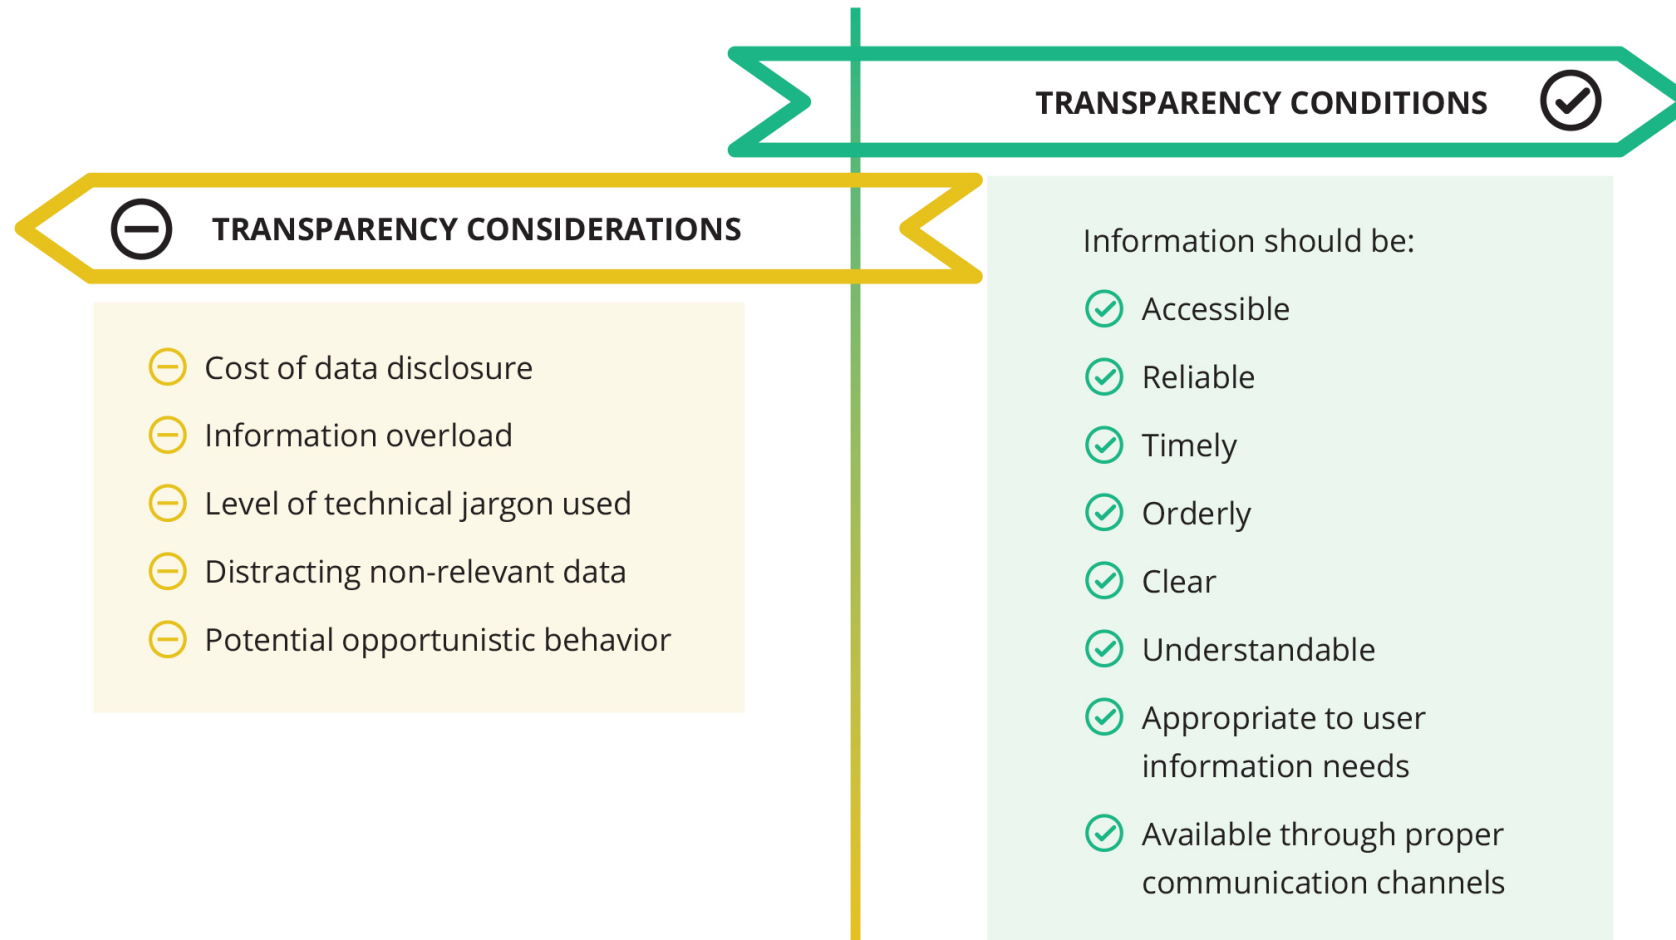 TRANSPARENCY CONDITIONS
TRANSPARENCY CONSIDERATIONS
Cost of data disclosure
Information overload
Level of technical jargon used
Distracting non-relevant data
Potential opportunistic behavior
Information should be:
Accessible
Reliable
Timely
Orderly
Clear
Understandable
Appropriate to user
information needs
Available through proper
communication channels